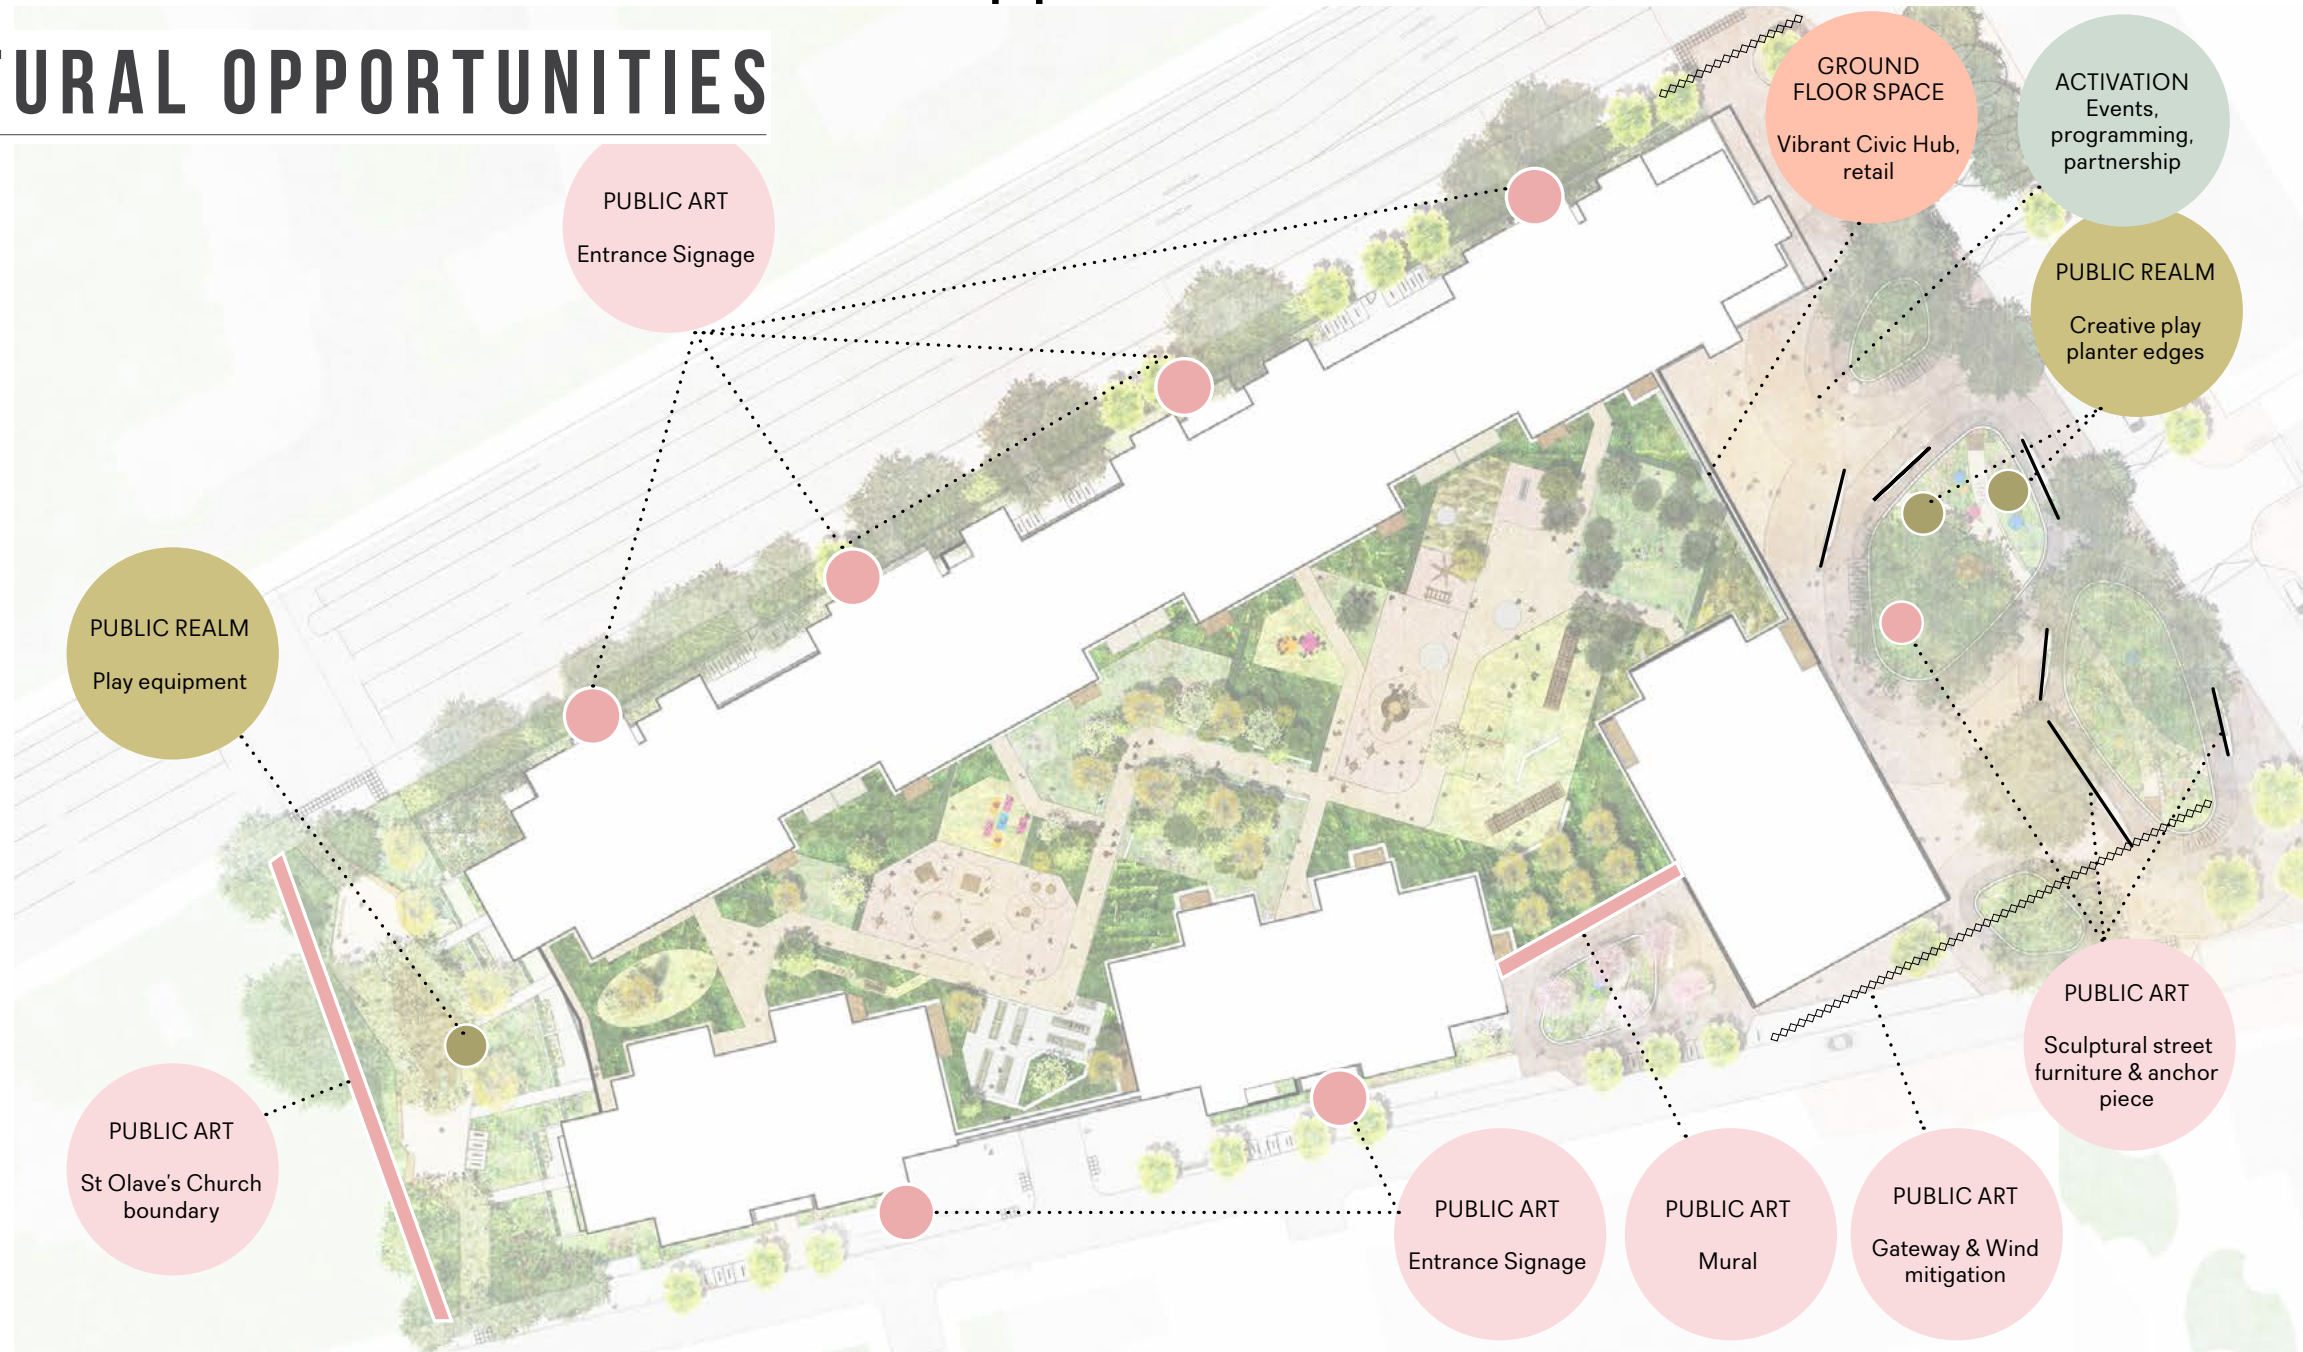 TURAL OPPORTUNITIES
PUBLIC ART
Entrance Signage
GROUND
FLOOR SPACE
Vibrant Civic Hub,
retail
ACTIVATION
Events,
programming,
partnership
PUBLIC REALM
Creative play
planter edges
PUBLIC REALM
Play equipment
PUBLIC ART
St Olave's Church
boundary
PUBLIC ART
Sculptural street
furniture & anchor
piece
PUBLIC ART
Entrance Signage
PUBLIC ART
Mural
PUBLIC ART
Gateway & Wind
mitigation